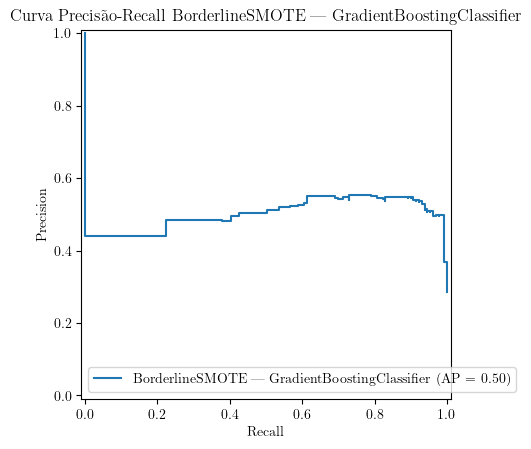 Curva Precisão-Recall BorderlineSMOTE — GradientBoostingClassifier
1.0
0.8
0.6
0.4
0.2
0.0
Precision
BorderlineSMOTE — GradientBoostingClassifier (AP = 0.50)
0.0 0.2 0.4 0.6 0.8 1.0
Recall